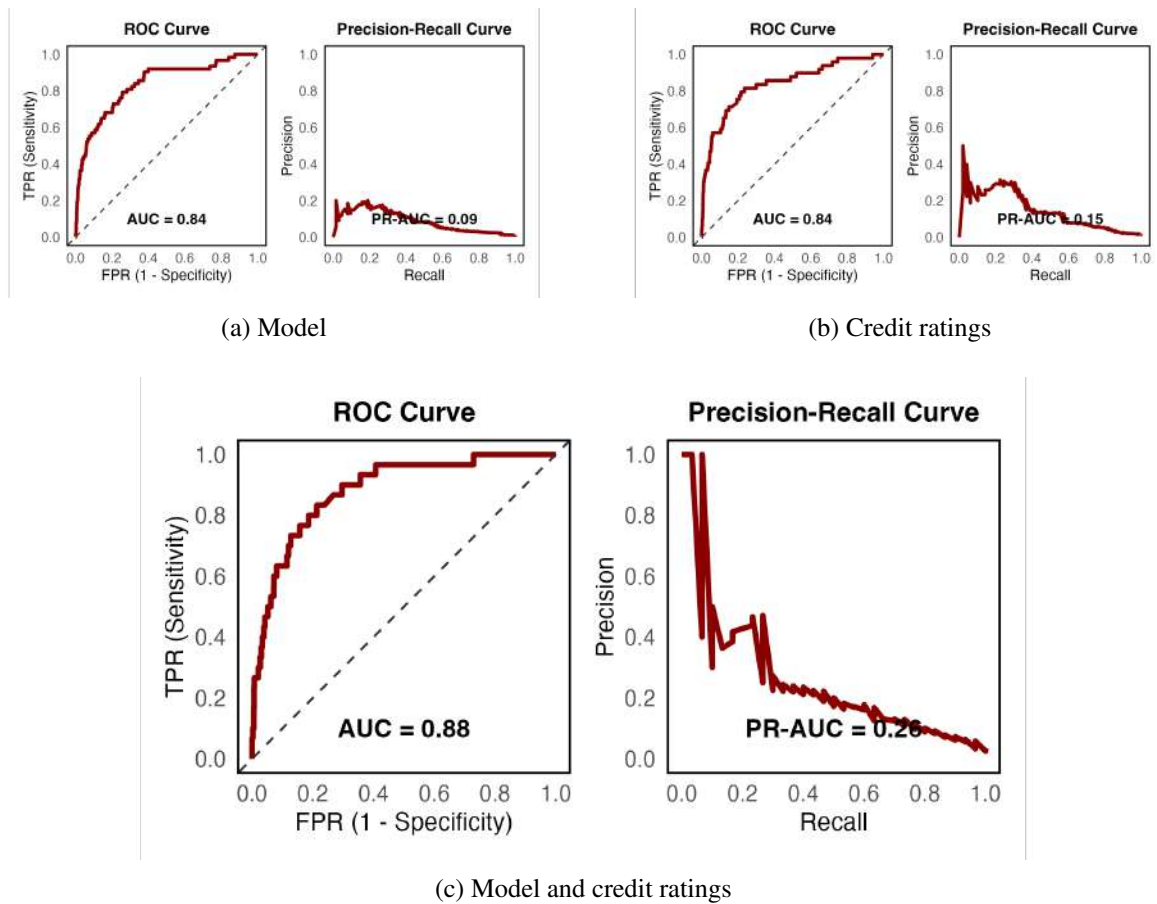 ROC Curve
Precision-Recall Curve
1.0
0.8
0.6
0.4
0.2
0.0
TPR (Sensitivity)
AUC = 0.84
0.0 0.2 0.4 0.6 0.8 1.0
FPR (1 - Specificity)
1.0
0.8
0.6
0.4
0.2
0.0
Precision
PR-AUC = 0.09
0.0 0.2 0.4 0.6 0.8 1.0
Recall
(a) Model
ROC Curve
Precision-Recall Curve
1.0
0.8
0.6
0.4
0.2
0.0
TPR (Sensitivity)
AUC = 0.84
0.0 0.2 0.4 0.6 0.8 1.0
FPR (1 - Specificity)
1.0
0.8
0.6
0.4
0.2
0.0
Precision
PR-AUC = 0.15
0.0 0.2 0.4 0.6 0.8 1.0
Recall
(b) Credit ratings
ROC Curve
Precision-Recall Curve
1.0
0.8
0.6
0.4
0.2
0.0
TPR (Sensitivity)
AUC = 0.88
0.0 0.2 0.4 0.6 0.8 1.0
FPR (1 - Specificity)
1.0
0.8
0.6
0.4
0.2
0.0
Precision
PR-AUC = 0.26
0.0 0.2 0.4 0.6 0.8 1.0
Recall
(c) Model and credit ratings